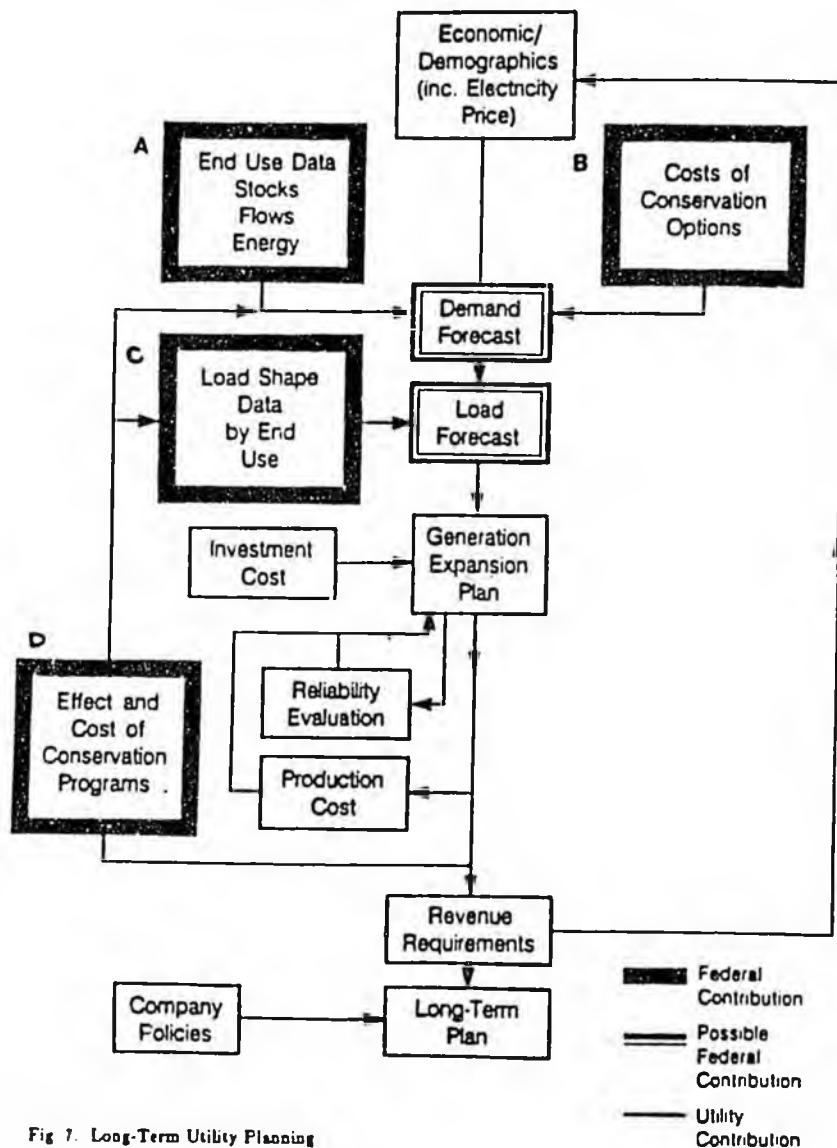 Economic/
Demographics
(inc. Electricity
Price)
A
End Use Data
Stocks
Flows
Energy
B
Costs of
Conservation
Options
Demand
Forecast
C
Load Shape
Data
by End
Use
Load
Forecast
Investment
Cost
Generation
Expansion
Plan
D
Effect and
Cost of
Conservation
Programs
Reliability
Evaluation
Production
Cost
Revenue
Requirements
Company
Policies
Long-Term
Plan
Federal
Contribution
Possible
Federal
Contribution
Utility
Contribution
Fig 7. Long-Term Utility Planning